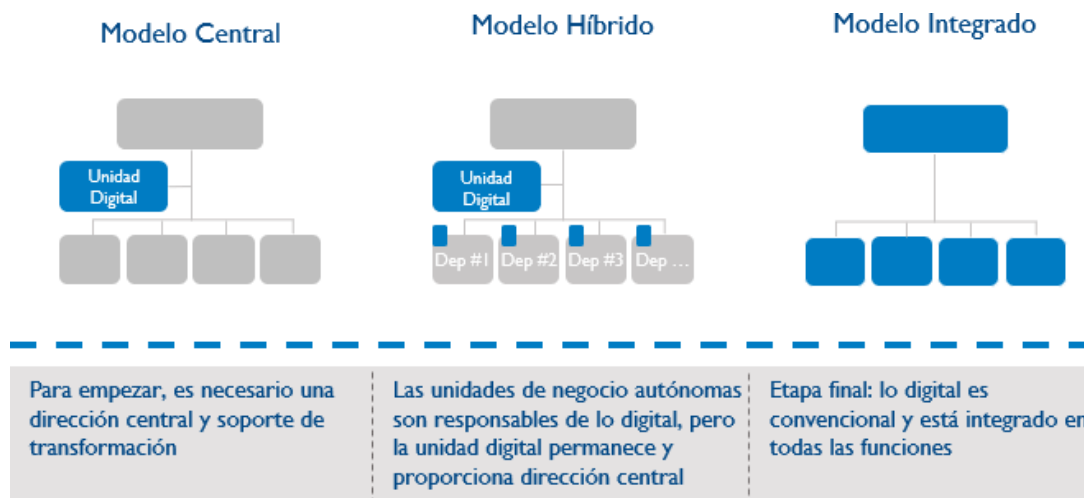 Modelo Central
Modelo Híbrido
Modelo Integrado
Unidad
Digital
Unidad
Digital
Dep #1
Dep #2
Dep #3
Dep ...
Para empezar, es necesario una
dirección central y soporte de
transformación
Las unidades de negocio autónomas
son responsables de lo digital, pero
la unidad digital permanece y
proporciona dirección central
Etapa final: lo digital es
convencional y está integrado en
todas las funciones